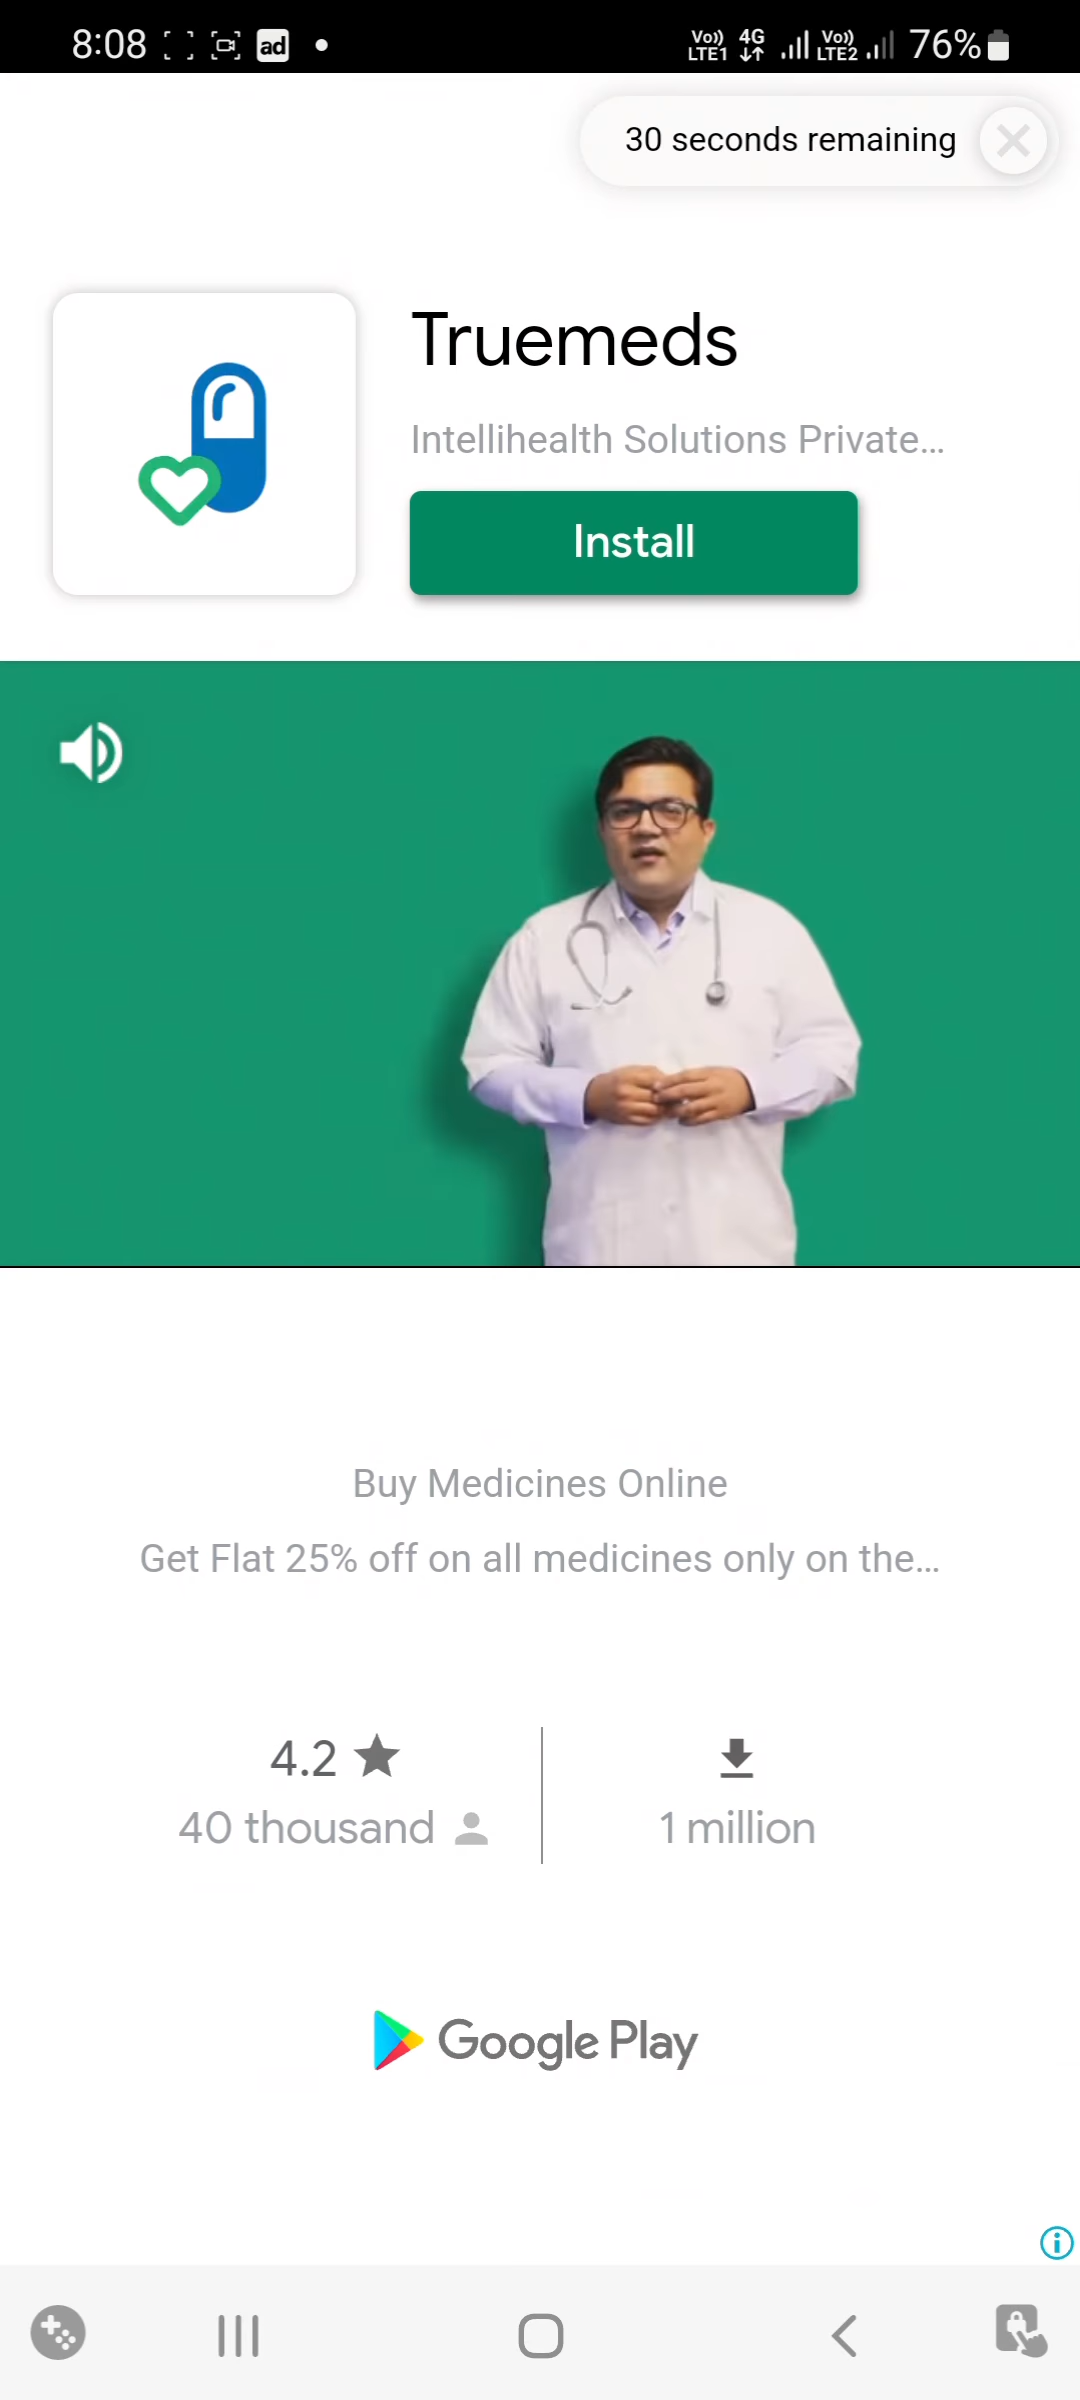 8:08 ad Vo)) LTE1 4G Vo)) LTE2 76%
30 seconds remaining
Truemeds
Intellihealth Solutions Private...
Install
Buy Medicines Online
Get Flat 25% off on all medicines only on the...
4.2
40 thousand
1 million
Google Play